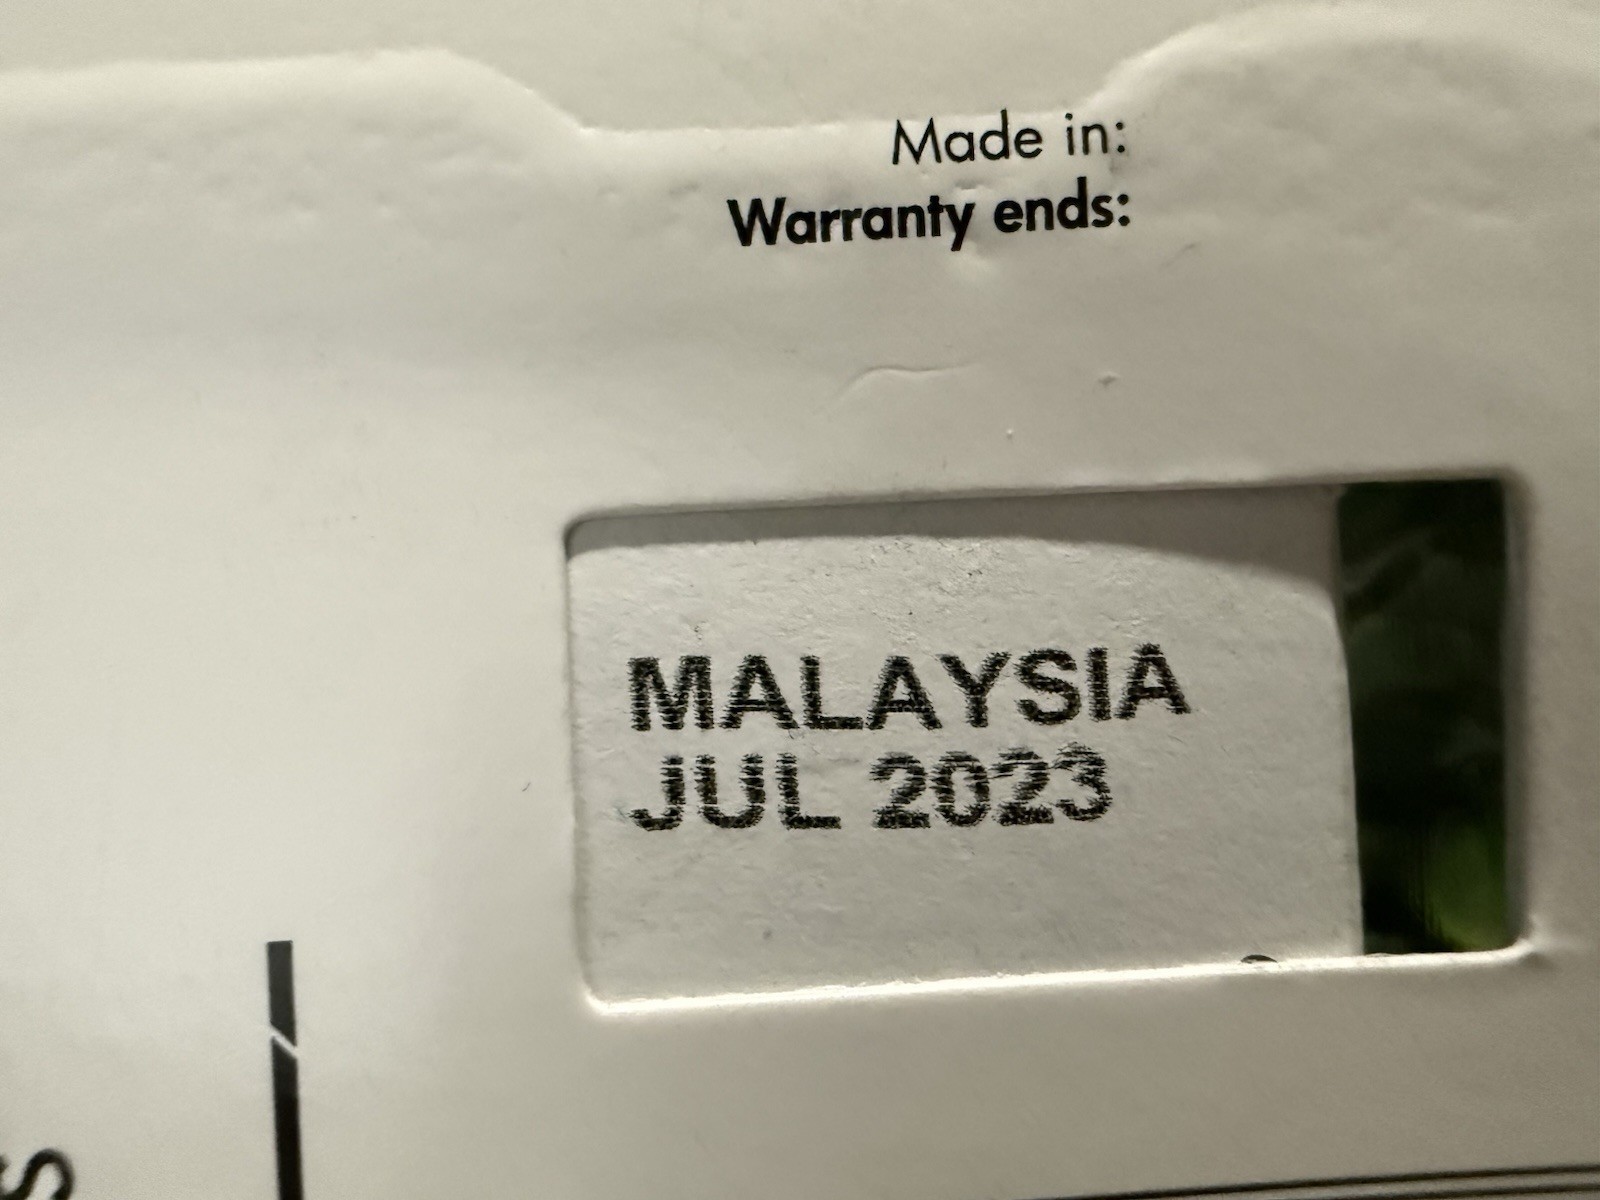 Made in:
Warranty ends:
MALAYSIA
JUL 2023